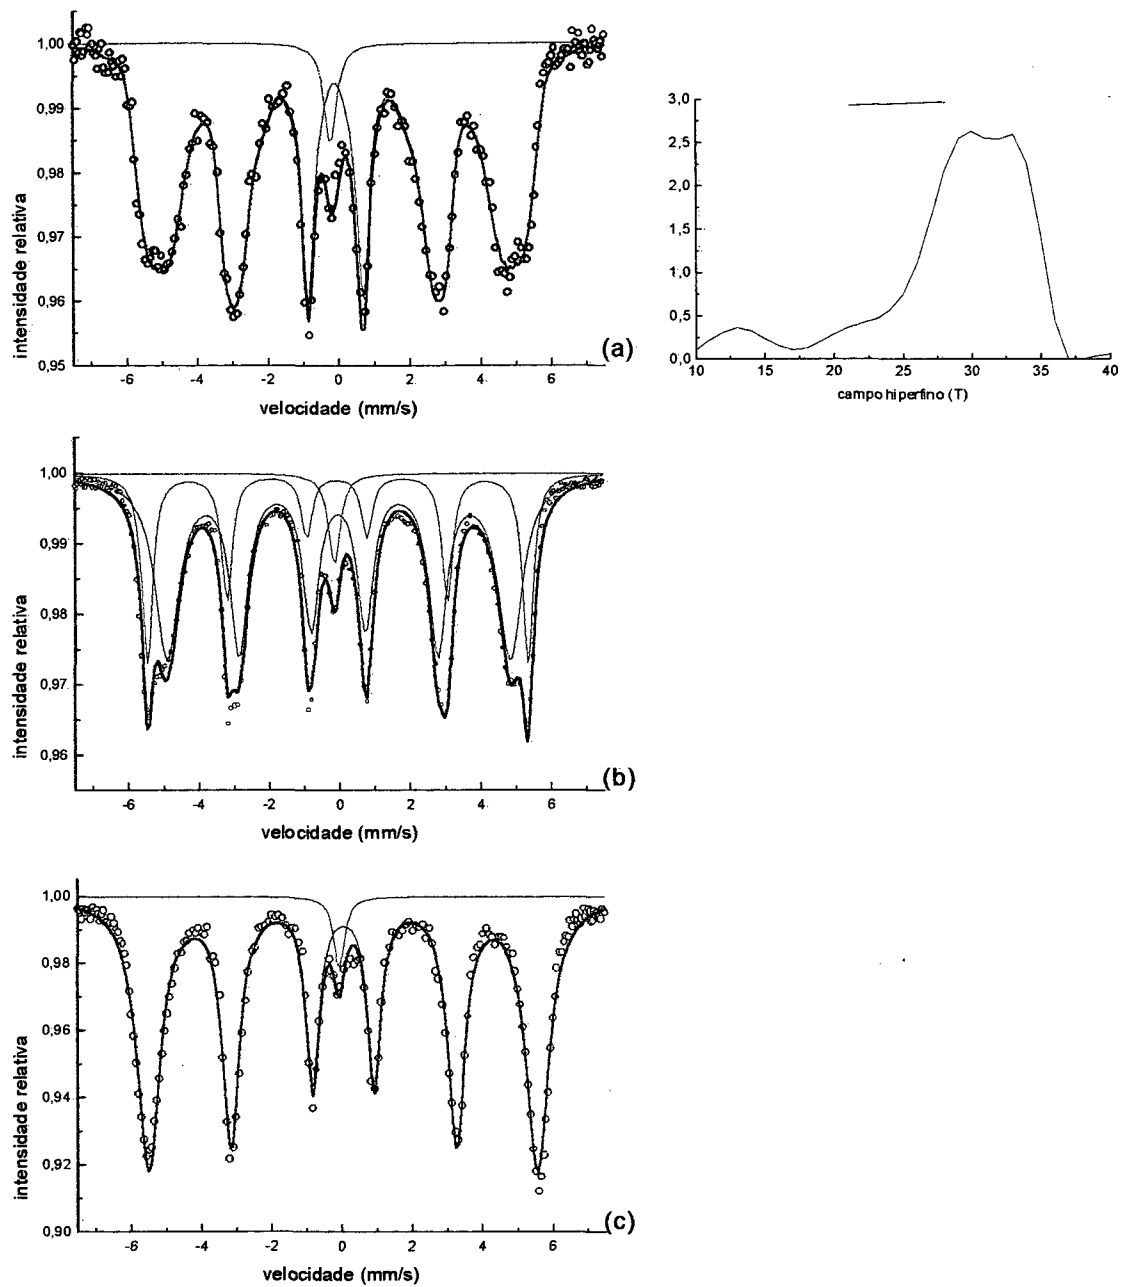 1,00
0,99
0,98
0,97
0,96
0,95
intensidade relativa
-6 -4 -2 0 2 4 6
velocidade (mm/s)
(a)
3,0
2,5
2,0
1,5
1,0
0,5
0,0
10 15 20 25 30 35 40
campo hiperfino (T)
1,00
0,99
0,98
0,97
0,96
intensidade relativa
-6 -4 -2 0 2 4 6
velocidade (mm/s)
(b)
1,00
0,98
0,96
0,94
0,92
0,90
intensidade relativa
-6 -4 -2 0 2 4 6
velocidade (mm/s)
(c)